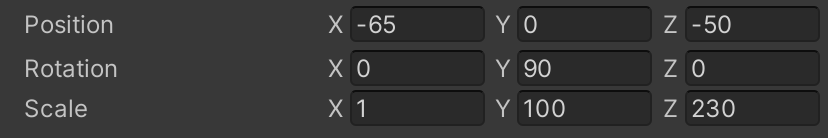 Position X -65 Y 0 Z -50
Rotation X 0 Y 90 Z 0
Scale X 1 Y 100 Z 230